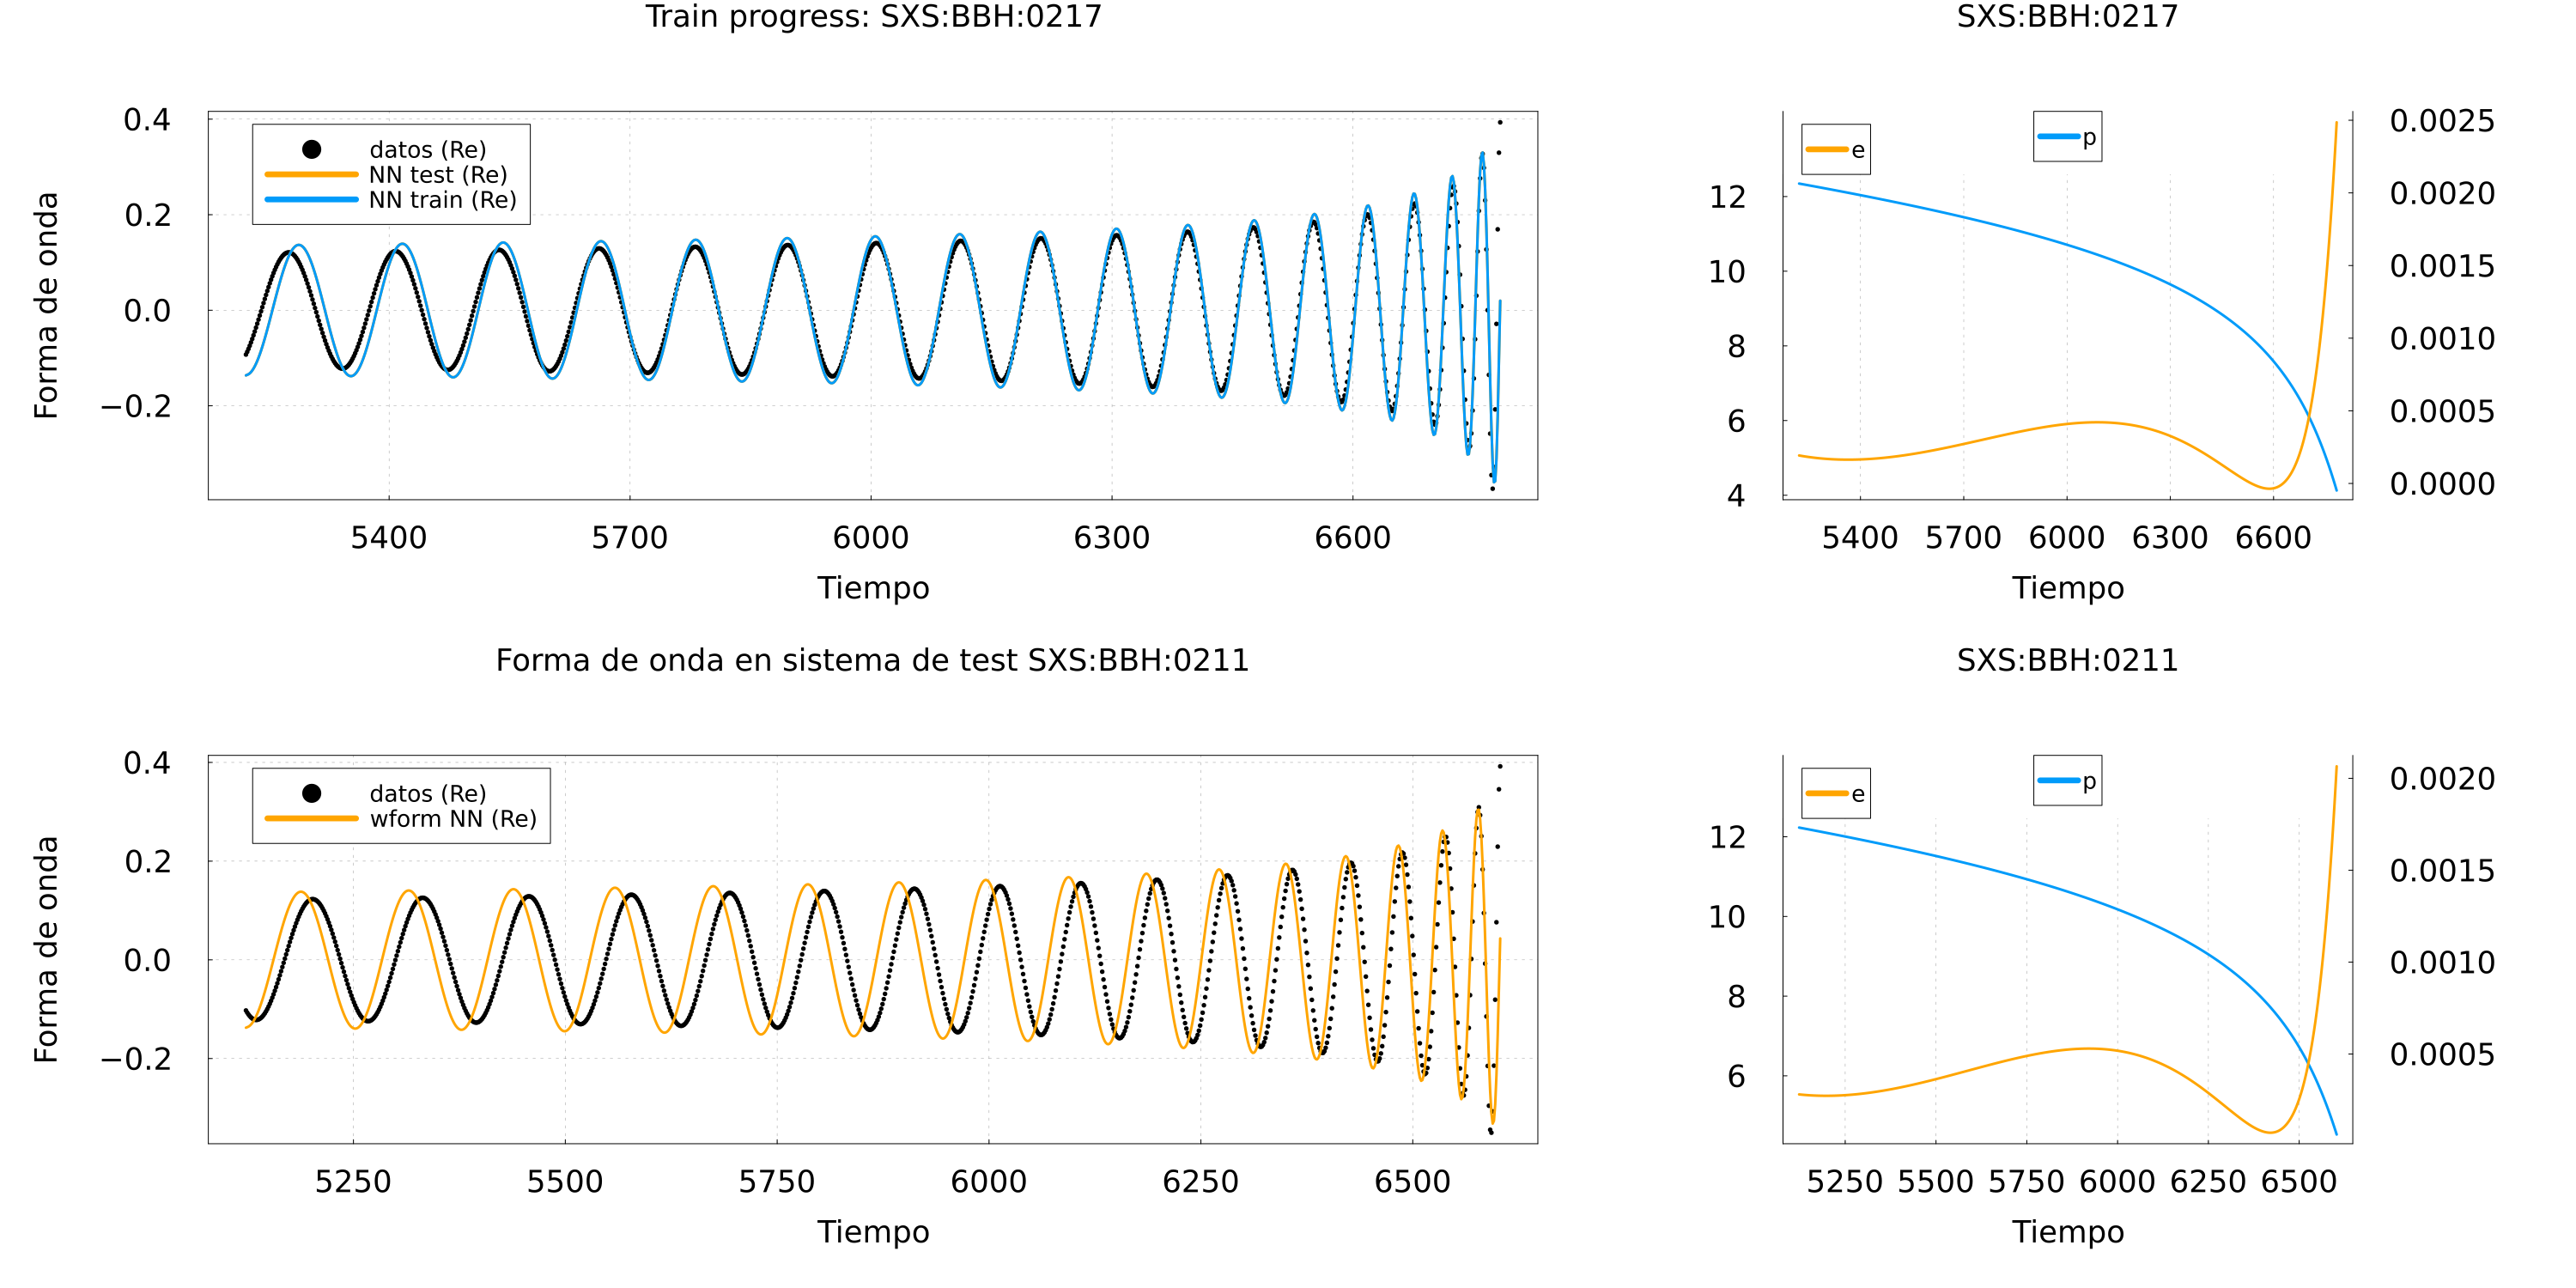 Train progress: SXS:BBH:0217
Forma de onda
0.4
0.2
0.0
−0.2
datos (Re)
NN test (Re)
NN train (Re)
5400 5700 6000 6300 6600
Tiempo
SXS:BBH:0217
12
10
8
6
4
e
p
0.0025
0.0020
0.0015
0.0010
0.0005
0.0000
5400 5700 6000 6300 6600
Tiempo
Forma de onda en sistema de test SXS:BBH:0211
Forma de onda
0.4
0.2
0.0
−0.2
datos (Re)
wform NN (Re)
5250 5500 5750 6000 6250 6500
Tiempo
SXS:BBH:0211
12
10
8
6
e
p
0.0020
0.0015
0.0010
0.0005
5250 5500 5750 6000 6250 6500
Tiempo